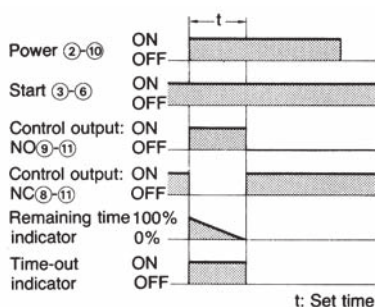 t
Power ②-⑩ ON
OFF
Start ③-⑥ ON
OFF
Control output: ON
NO⑨-⑪ OFF
Control output: ON
NC⑧-⑪ OFF
Remaining time 100%
indicator 0%
Time-out ON
indicator OFF
t: Set time